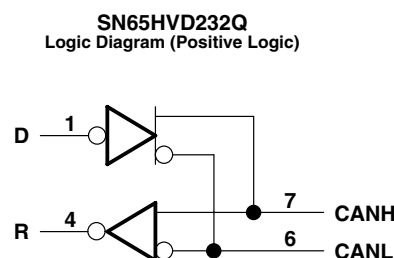 SN65HVD232Q
Logic Diagram (Positive Logic)
D 1
R 4
7 CANH
6 CANL